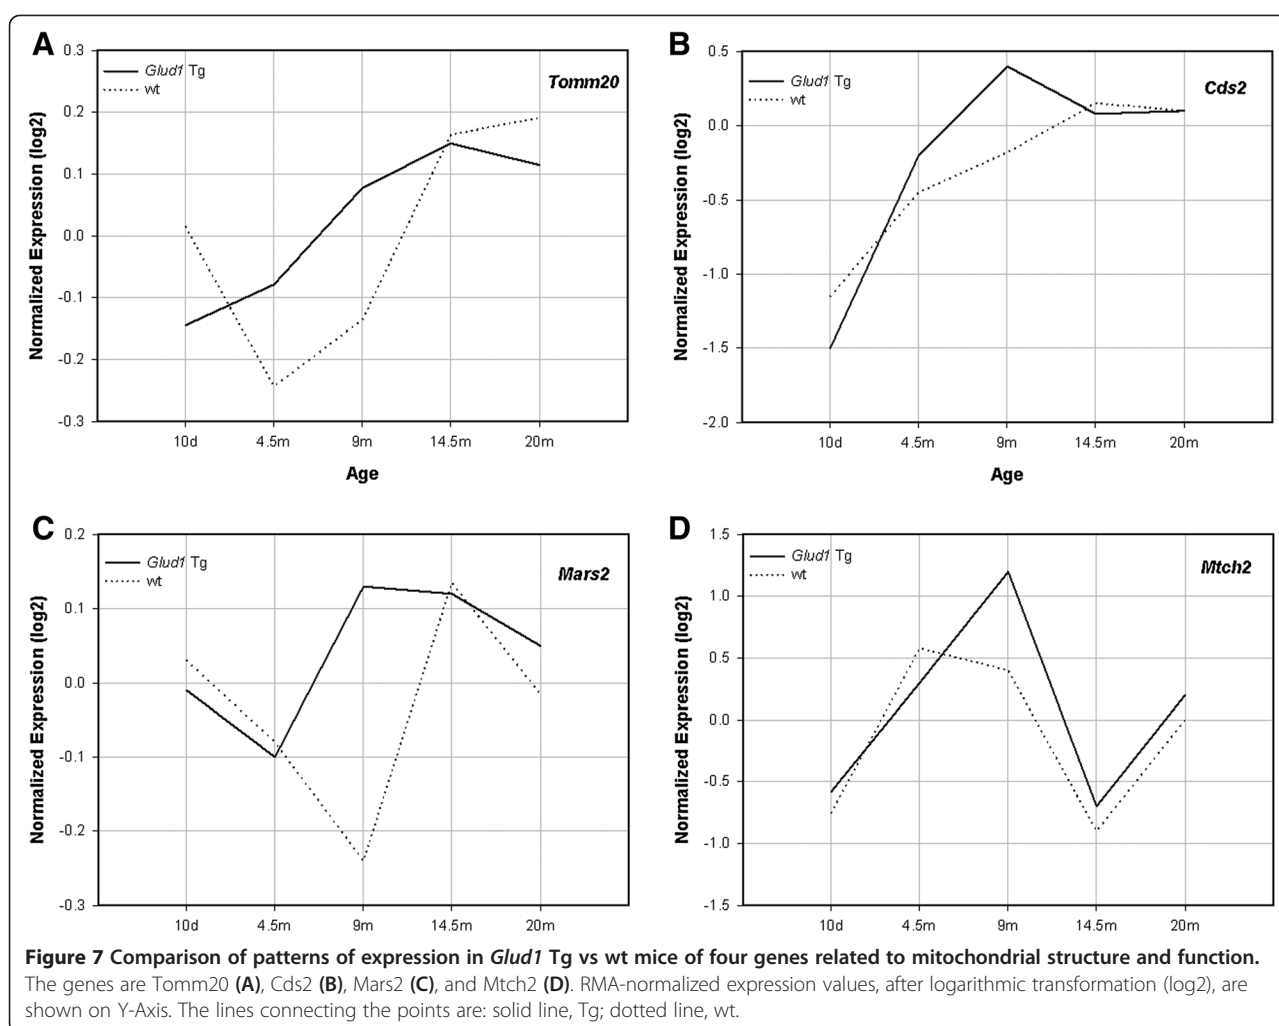 A
0.3
0.2
0.1
0.0
-0.1
-0.2
-0.3
Normalized Expression (log2)
Glud1 Tg
wt
Tomm20
10d 4.5m 9m 14.5m 20m
Age
B
0.5
0.0
-0.5
-1.0
-1.5
-2.0
Normalized Expression (log2)
Glud1 Tg
wt
Cds2
10d 4.5m 9m 14.5m 20m
Age
C
0.2
0.1
0.0
-0.1
-0.2
-0.3
Normalized Expression (log2)
Glud1 Tg
wt
Mars2
10d 4.5m 9m 14.5m 20m
D
1.5
1.0
0.5
0.0
-0.5
-1.0
-1.5
Normalized Expression (log2)
Glud1 Tg
wt
Mtch2
10d 4.5m 9m 14.5m 20m
Figure 7 Comparison of patterns of expression in Glud1 Tg vs wt mice of four genes related to mitochondrial structure and function.
The genes are Tomm20 (A), Cds2 (B), Mars2 (C), and Mtch2 (D). RMA-normalized expression values, after logarithmic transformation (log2), are
shown on Y-Axis. The lines connecting the points are: solid line, Tg; dotted line, wt.